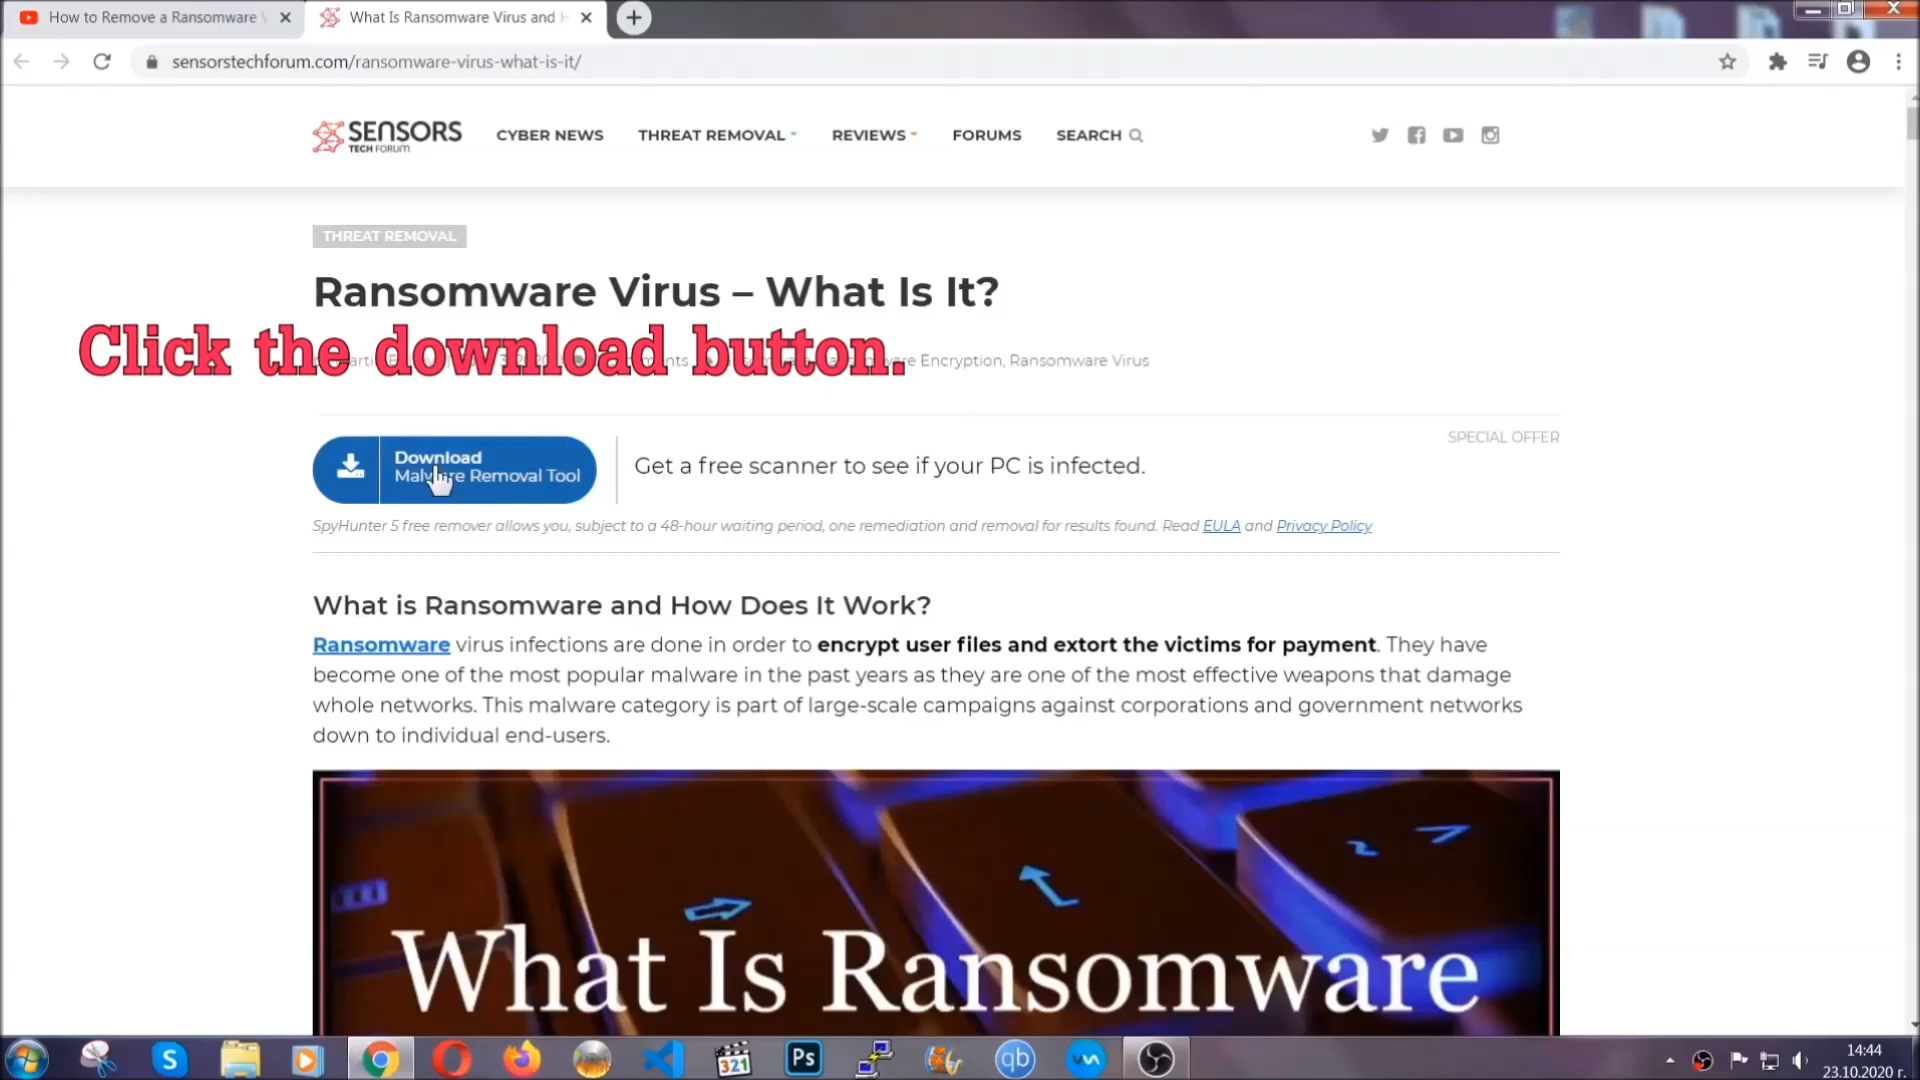 How to Remove a Ransomware V
What Is Ransomware Virus and H
sensorstechforum.com/ransomware-virus-what-is-it/
SENSORS
TECH FORUM
CYBER NEWS
THREAT REMOVAL
REVIEWS
FORUMS
SEARCH
THREAT REMOVAL
Ransomware Virus – What Is It?
Click the download button.
Encryption, Ransomware Virus
SPECIAL OFFER
Download
Malware Removal Tool
Get a free scanner to see if your PC is infected.
SpyHunter 5 free remover allows you, subject to a 48-hour waiting period, one remediation and removal for results found. Read EULA and Privacy Policy
What is Ransomware and How Does It Work?
Ransomware virus infections are done in order to encrypt user files and extort the victims for payment. They have
become one of the most popular malware in the past years as they are one of the most effective weapons that damage
whole networks. This malware category is part of large-scale campaigns against corporations and government networks
down to individual end-users.
What Is Ransomware
S
321
Ps
qb
14:44
23.10.2020 г.